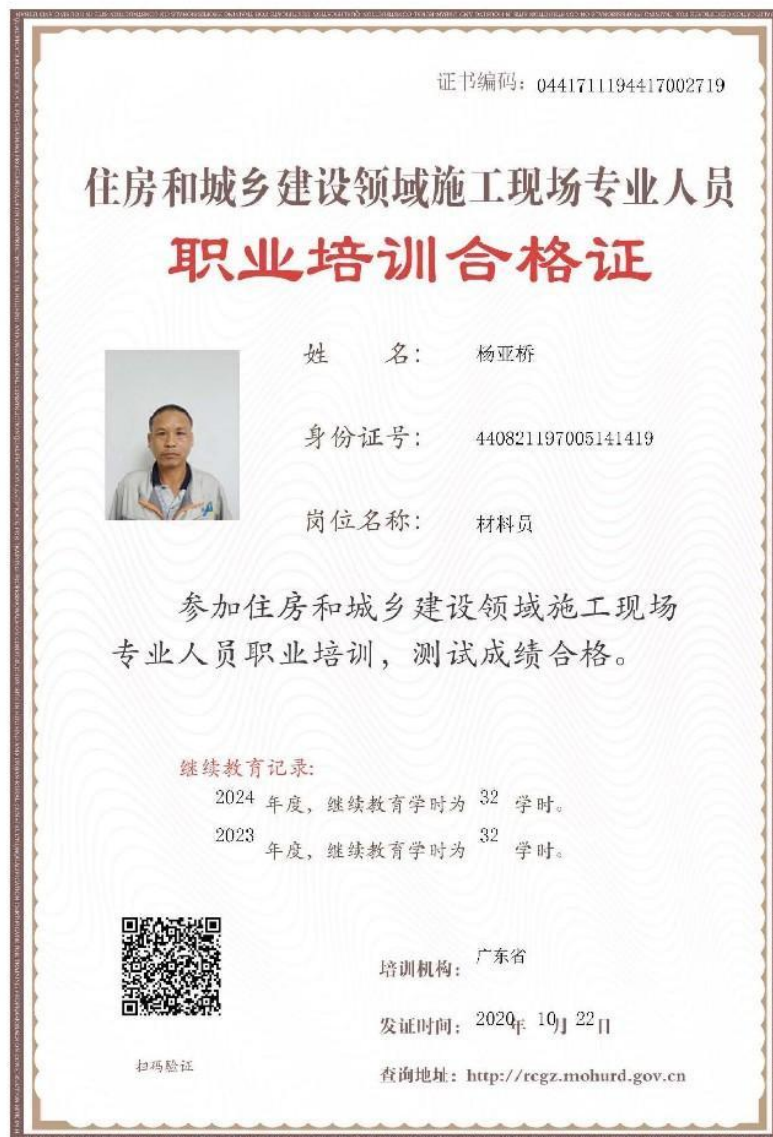 证书编码：0441711194417002719
住房和城乡建设领域施工现场专业人员
职业培训合格证
姓 名： 杨亚桥
身份证号： 440821197005141419
岗位名称： 材料员
参加住房和城乡建设领域施工现场
专业人员职业培训，测试成绩合格。
继续教育记录：
2024 年度，继续教育学时为 32 学时。
2023 年度，继续教育学时为 32 学时。
培训机构： 广东省
发证时间： 2020年 10月 22日
扫码验证
查询地址：http://rcgz.mohurd.gov.cn